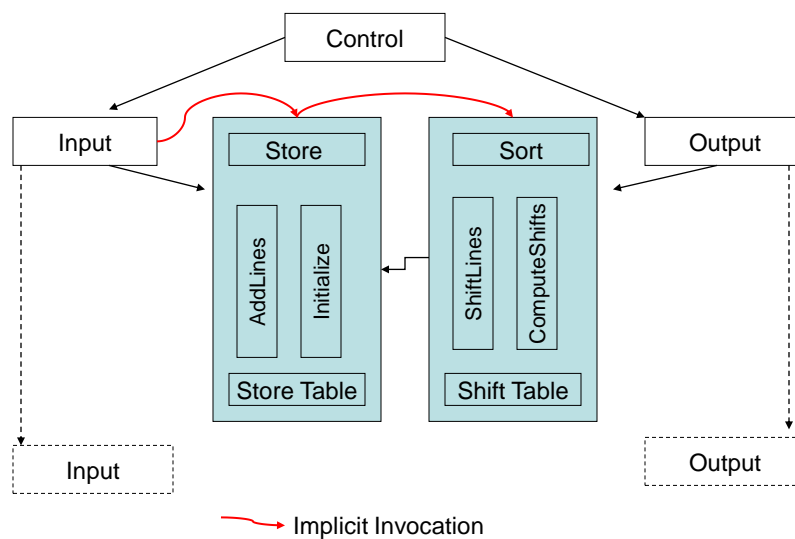 Control
Input
Store
Sort
Output
AddLines
Initialize
ShiftLines
ComputeShifts
Store Table
Shift Table
Input
Output
Implicit Invocation